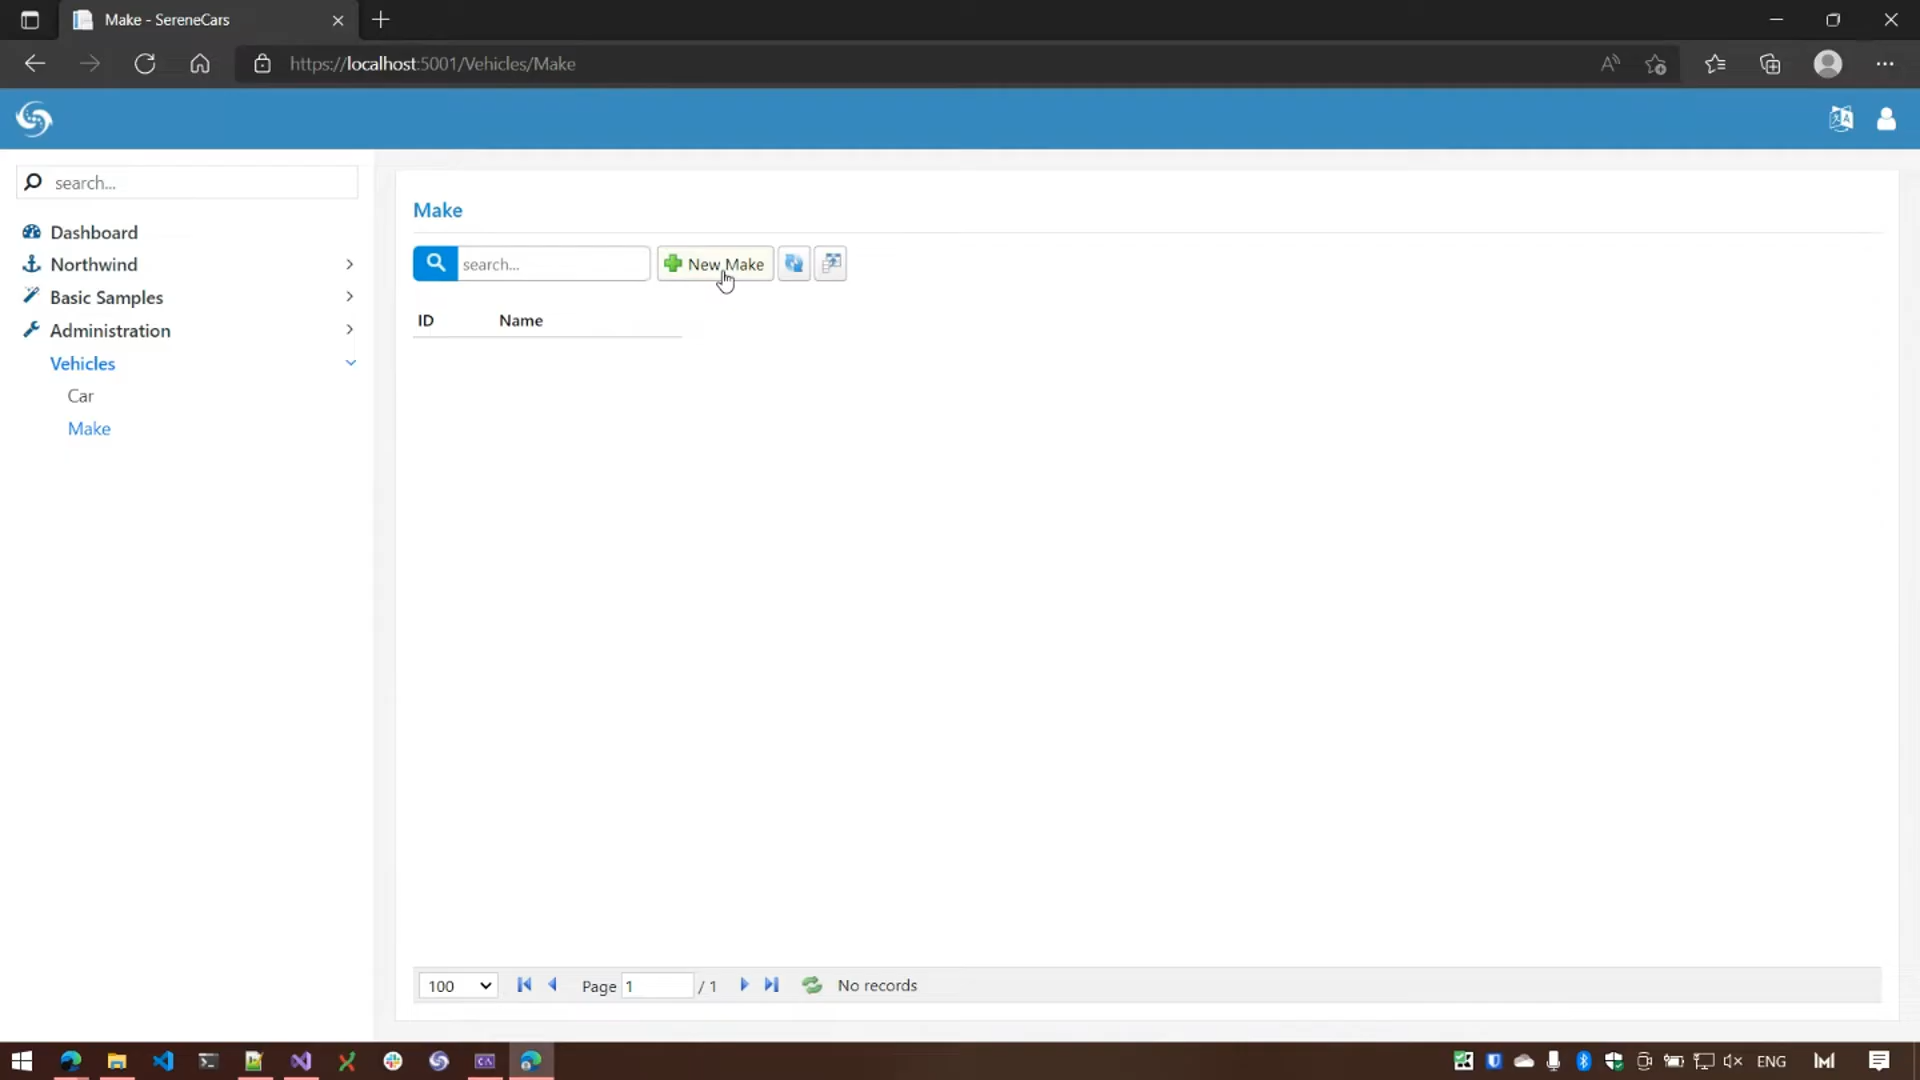 Make - SereneCars
https://localhost:5001/Vehicles/Make
search...
Dashboard
Northwind
Basic Samples
Administration
Vehicles
Car
Make
Make
search...
New Make
ID Name
100 Page 1 / 1 No records
ENG